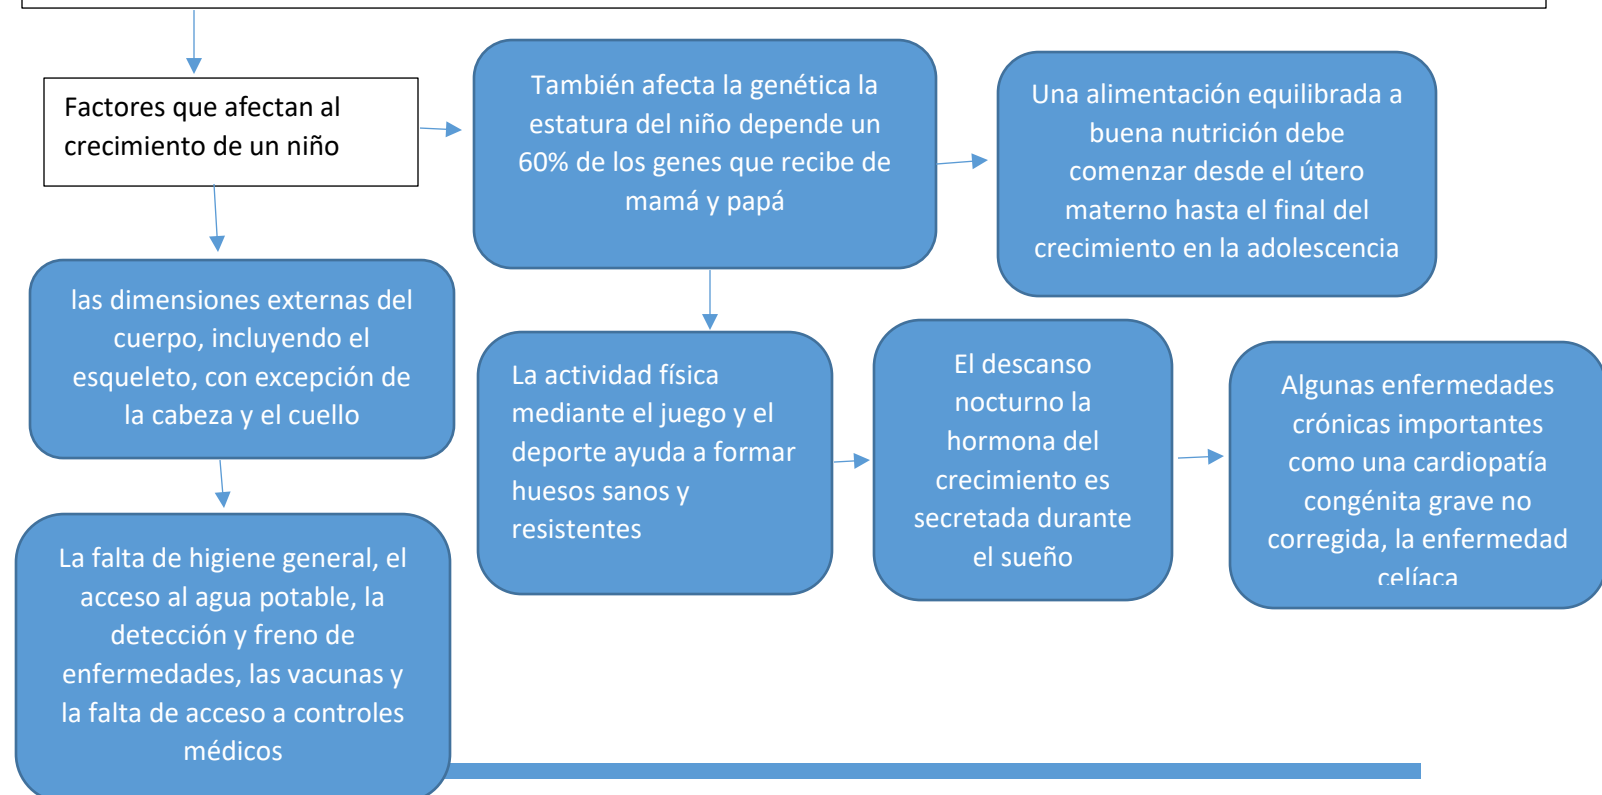 Factores que afectan al
crecimiento de un niño
También afecta la genética la
estatura del niño depende un
60% de los genes que recibe de
mamá y papá
Una alimentación equilibrada a
buena nutrición debe
comenzar desde el útero
materno hasta el final del
crecimiento en la adolescencia
las dimensiones externas del
cuerpo, incluyendo el
esqueleto, con excepción de
la cabeza y el cuello
La actividad física
mediante el juego y el
deporte ayuda a formar
huesos sanos y
resistentes
El descanso
nocturno la
hormona del
crecimiento es
secretada durante
el sueño
Algunas enfermedades
crónicas importantes
como una cardiopatía
congénita grave no
corregida, la enfermedad
celíaca
La falta de higiene general, el
acceso al agua potable, la
detección y freno de
enfermedades, las vacunas y
la falta de acceso a controles
médicos